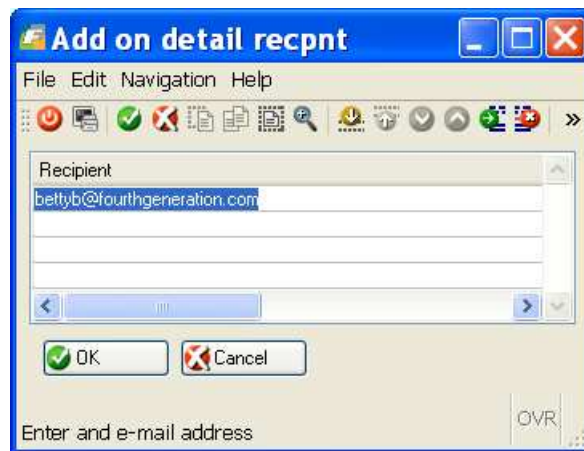 Add on detail recpnt
File Edit Navigation Help
»
Recipient
bettyb@fourthgeneration.com
OK Cancel
Enter and e-mail address
OVR